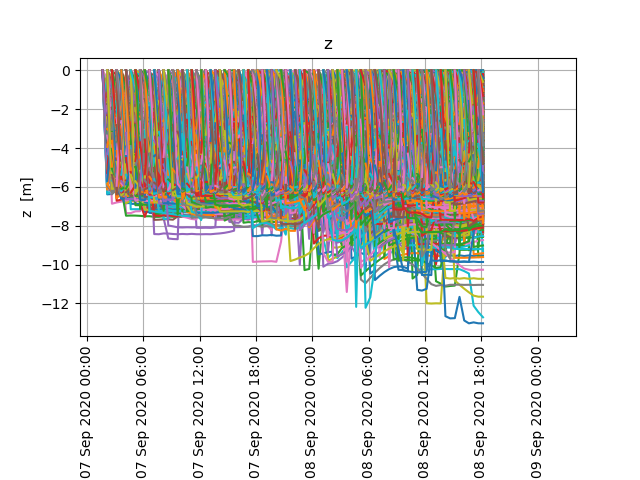 z
0
−2
−4
−6
−8
−10
−12
z [m]
07 Sep 2020 00:00
07 Sep 2020 06:00
07 Sep 2020 12:00
07 Sep 2020 18:00
08 Sep 2020 00:00
08 Sep 2020 06:00
08 Sep 2020 12:00
08 Sep 2020 18:00
09 Sep 2020 00:00